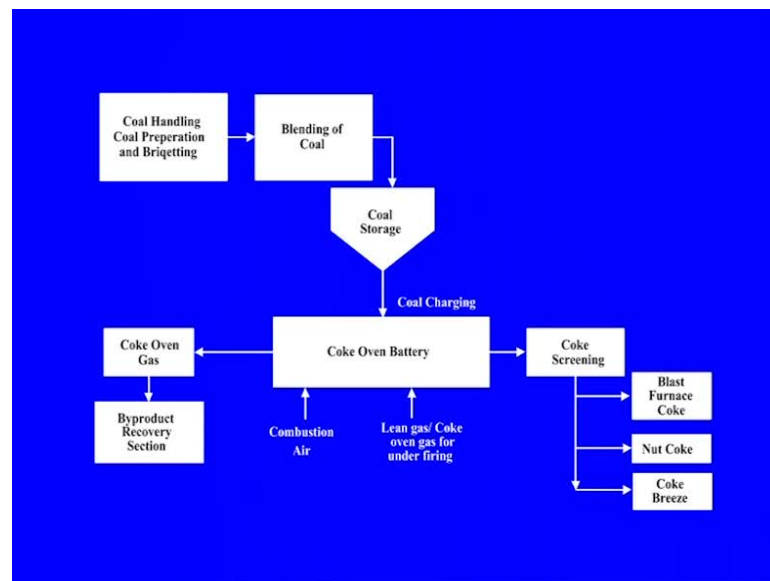 Coal Handling
Coal Preperation
and Briqetting
Blending of
Coal
Coal
Storage
Coal Charging
Coke Oven
Gas
Coke Oven Battery
Coke
Screening
Byproduct
Recovery
Section
Combustion
Air
Lean gas/ Coke
oven gas for
under firing
Blast
Furnace
Coke
Nut Coke
Coke
Breeze